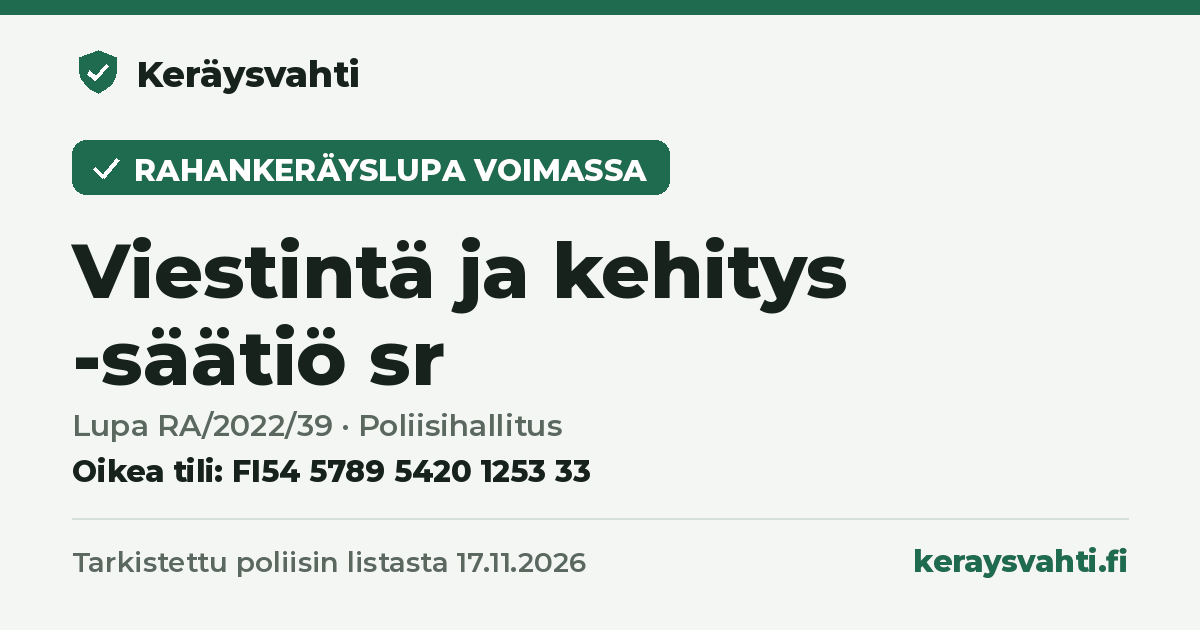 Keräysvahti
RAHANKERÄYSLUPA VOIMASSA
Viestintä ja kehitys
-säätiö sr
Lupa RA/2022/39 · Poliisihallitus
Oikea tili: FI54 5789 5420 1253 33
Tarkistettu poliisin listasta 17.11.2026
keraysvahti.fi